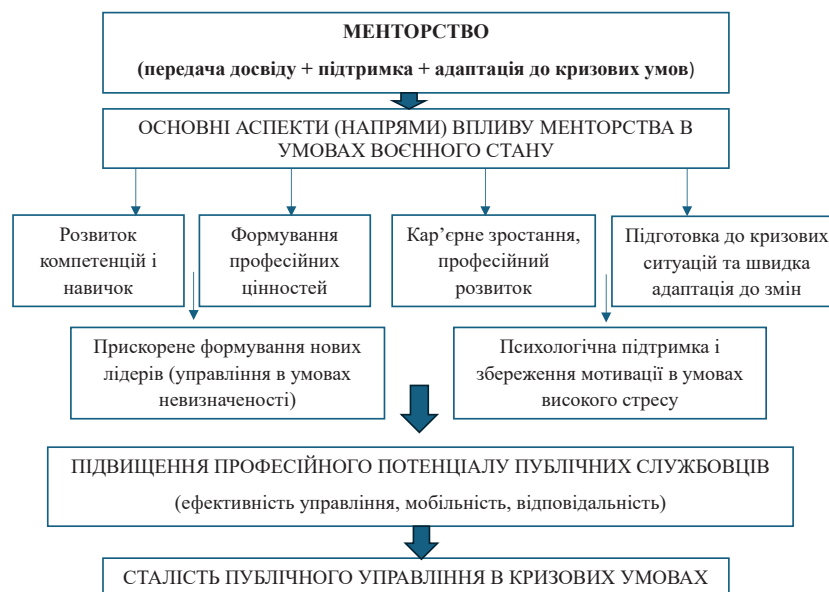 МЕНТОРСТВО
(передача досвіду + підтримка + адаптація до кризових умов)
ОСНОВНІ АСПЕКТИ (НАПРЯМИ) ВПЛИВУ МЕНТОРСТВА В
УМОВАХ ВОЄННОГО СТАНУ
Розвиток
компетенцій і
навичок
Формування
професійних
цінностей
Кар’єрне зростання,
професійний
розвиток
Підготовка до кризових
ситуацій та швидка
адаптація до змін
Прискорене формування нових
лідерів (управління в умовах
невизначеності)
Психологічна підтримка і
збереження мотивації в умовах
високого стресу
ПІДВИЩЕННЯ ПРОФЕСІЙНОГО ПОТЕНЦІАЛУ ПУБЛІЧНИХ СЛУЖБОВЦІВ
(ефективність управління, мобільність, відповідальність)
СТАЛІСТЬ ПУБЛІЧНОГО УПРАВЛІННЯ В КРИЗОВИХ УМОВАХ